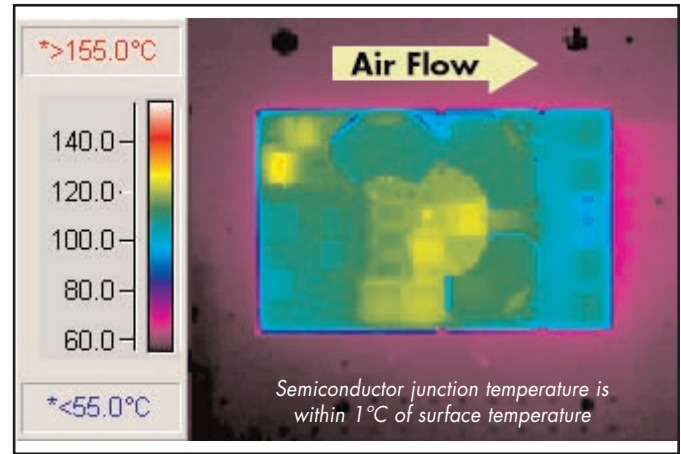 *>155.0°C
Air Flow
140.0
120.0
100.0
80.0
60.0
*<55.0°C
Semiconductor junction temperature is
within 1°C of surface temperature